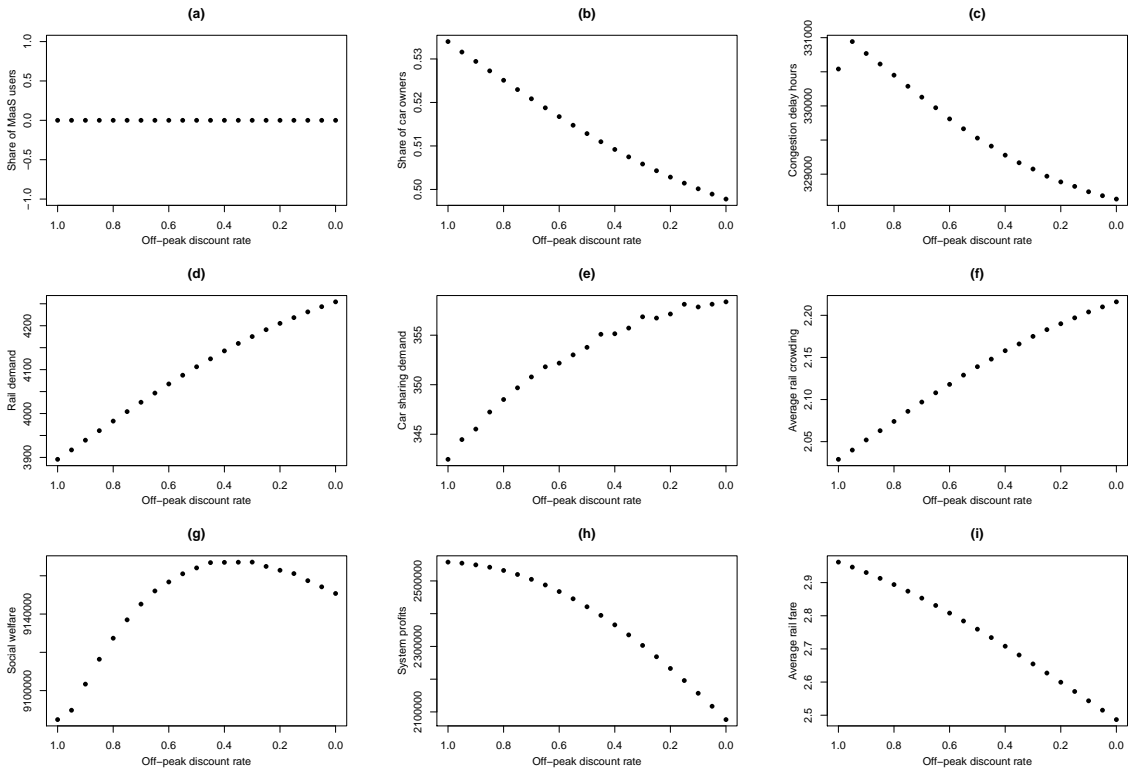 (a)
Share of MaaS users
1.0
0.5
0.0
−0.5
−1.0
1.0 0.8 0.6 0.4 0.2 0.0
Off−peak discount rate
(b)
Share of car owners
0.53
0.52
0.51
0.50
1.0 0.8 0.6 0.4 0.2 0.0
Off−peak discount rate
(c)
Congestion delay hours
331000
330000
329000
1.0 0.8 0.6 0.4 0.2 0.0
Off−peak discount rate
(d)
Rail demand
4200
4100
4000
3900
1.0 0.8 0.6 0.4 0.2 0.0
Off−peak discount rate
(e)
Car sharing demand
355
350
345
1.0 0.8 0.6 0.4 0.2 0.0
Off−peak discount rate
(f)
Average rail crowding
2.20
2.15
2.10
2.05
1.0 0.8 0.6 0.4 0.2 0.0
Off−peak discount rate
(g)
Social welfare
9140000
9100000
1.0 0.8 0.6 0.4 0.2 0.0
Off−peak discount rate
(h)
System profits
2500000
2300000
2100000
1.0 0.8 0.6 0.4 0.2 0.0
Off−peak discount rate
(i)
Average rail fare
2.9
2.8
2.7
2.6
2.5
1.0 0.8 0.6 0.4 0.2 0.0
Off−peak discount rate